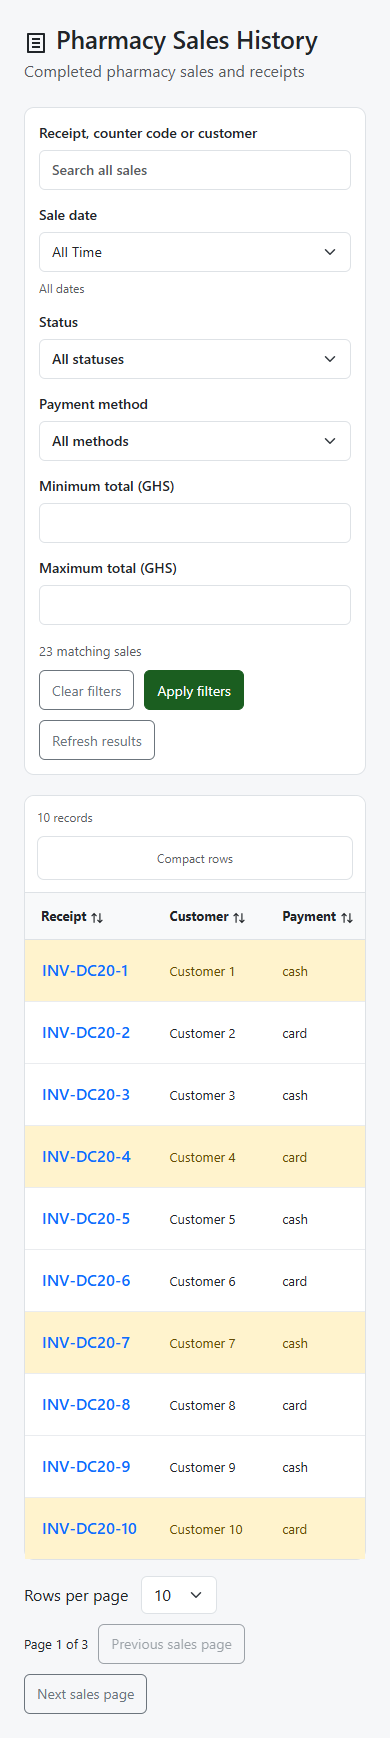 Pharmacy Sales History
Completed pharmacy sales and receipts
Receipt, counter code or customer
Search all sales
Sale date
All Time
All dates
Status
All statuses
Payment method
All methods
Minimum total (GHS)
Maximum total (GHS)
23 matching sales
Clear filters Apply filters
Refresh results
10 records
Compact rows
Receipt Customer Payment
INV-DC20-1 Customer 1 cash
INV-DC20-2 Customer 2 card
INV-DC20-3 Customer 3 cash
INV-DC20-4 Customer 4 card
INV-DC20-5 Customer 5 cash
INV-DC20-6 Customer 6 card
INV-DC20-7 Customer 7 cash
INV-DC20-8 Customer 8 card
INV-DC20-9 Customer 9 cash
INV-DC20-10 Customer 10 card
Rows per page 10
Page 1 of 3 Previous sales page
Next sales page